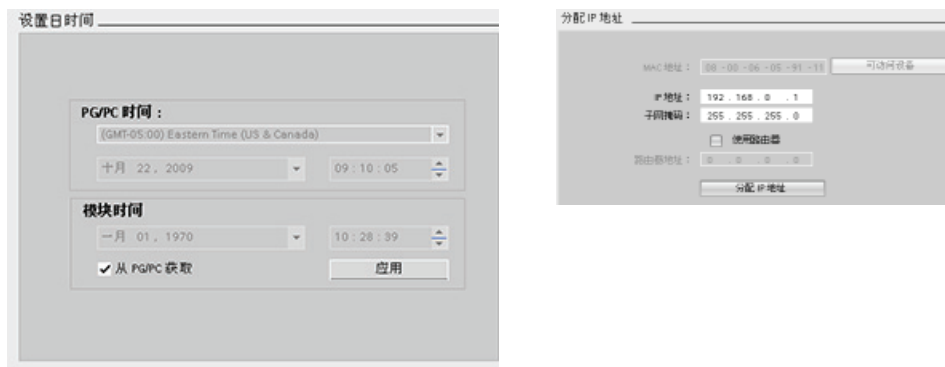 设置日时间
PG/PC 时间：
(GMT-05:00) Eastern Time (US & Canada)
十月 22, 2009
09:10:05
模块时间
一月 01, 1970
10:28:39
从 PG/PC 获取
应用
分配 IP 地址
MAC 地址： 08 -00 -06 -05 -91 -11 可访问设备
IP 地址： 192 . 168 . 0 . 1
子网掩码： 255 . 255 . 255 . 0
使用路由器
路由器地址： 0 . 0 . 0 . 0
分配 IP 地址